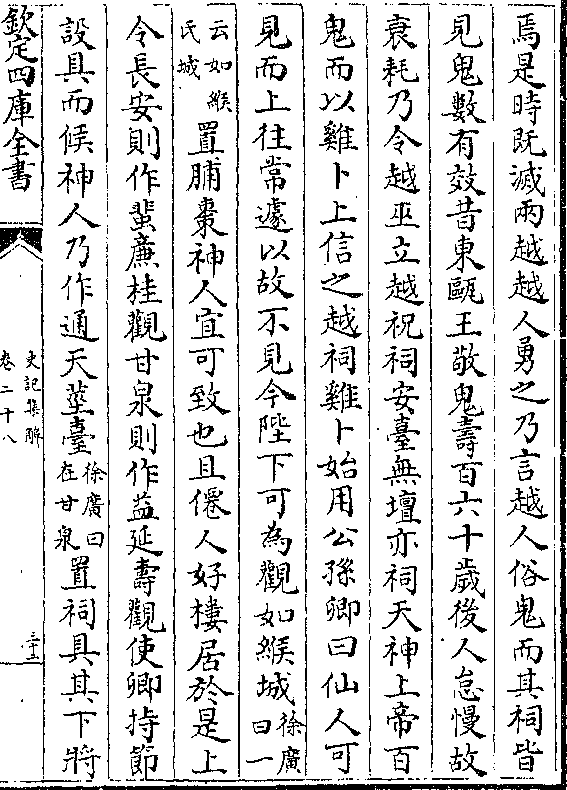 焉是時既滅兩越越人勇之乃言越人俗鬼而其祠皆
見鬼數有效昔東甌王敬鬼壽百六十歲後人怠慢故
衰耗乃令越巫立越祝祠安臺無壇亦祠天神上帝百
鬼而以雞卜上信之越祠雞卜始用公孫卿曰仙人可
見而上往常遽以故不見今陛下可為觀如緱城徐廣曰一
云如緱氏城置脯棗神人宜可致也且僊人好樓居於是上
令長安則作蜚廉桂觀甘泉則作益延壽觀使卿持節
設具而候神人乃作通天莖臺徐廣曰在甘泉置祠具其下將
欽定四庫全書
史記集解
卷二十八
三十二